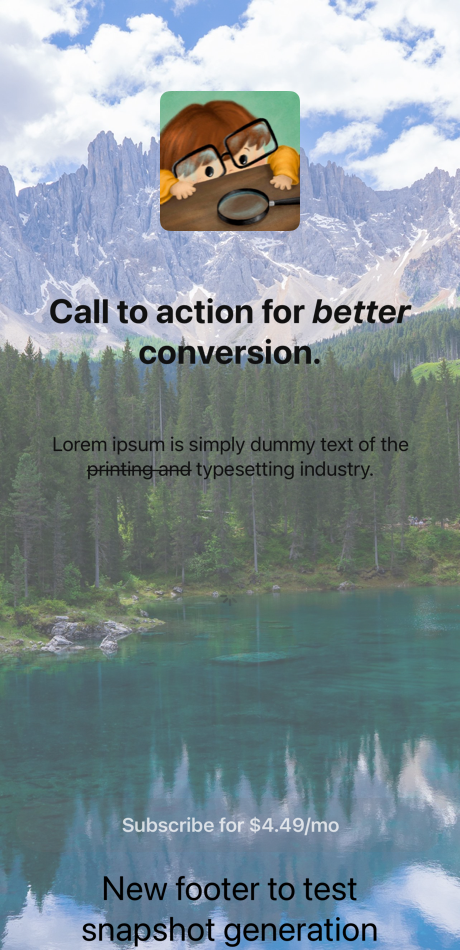 Call to action for better
conversion.
Lorem ipsum is simply dummy text of the
printing and typesetting industry.
Subscribe for $4.49/mo
New footer to test
snapshot generation